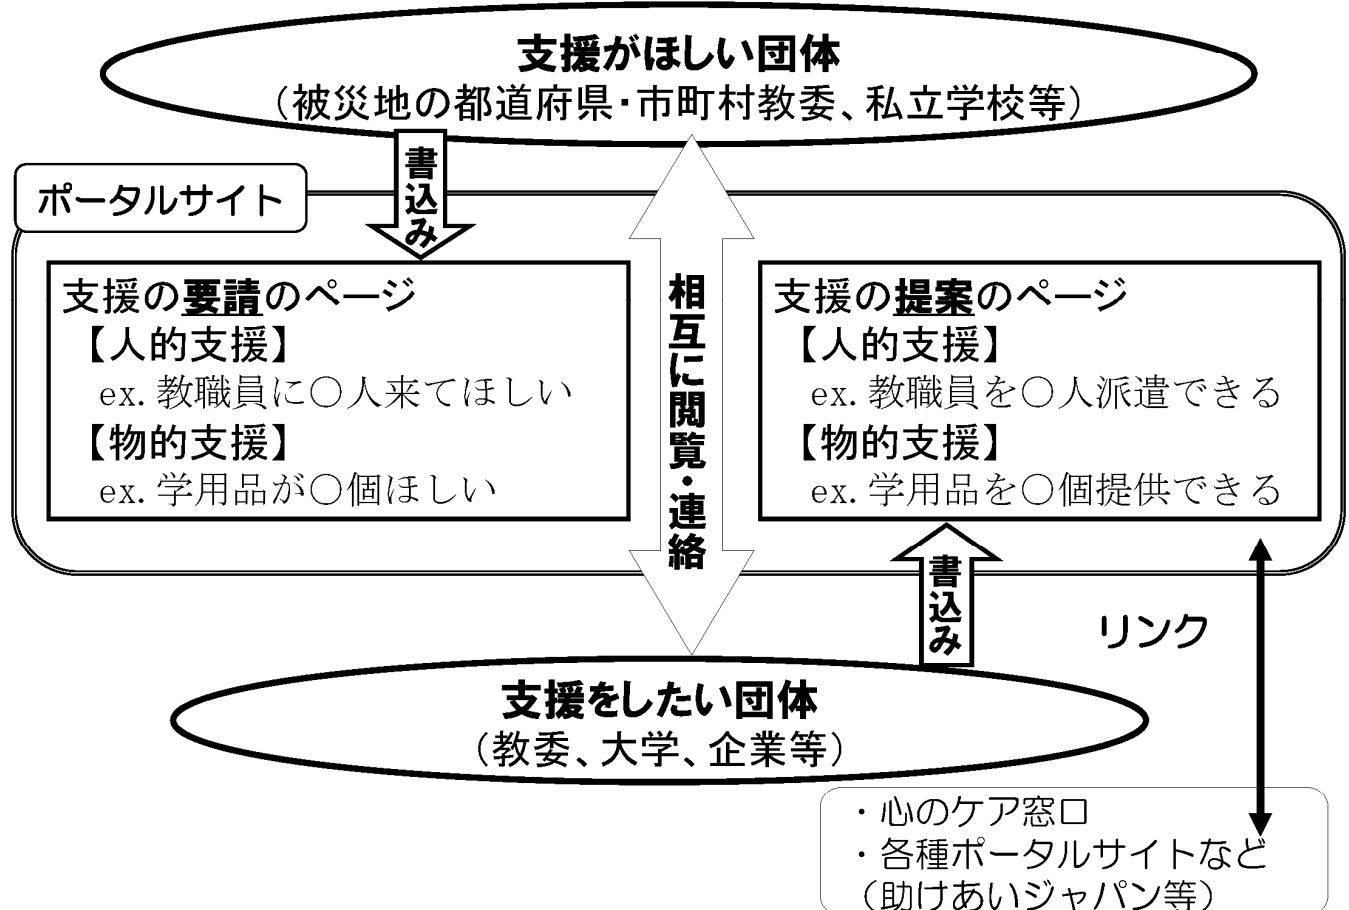 支援がほしい団体
（被災地の都道府県・市町村教委、私立学校等）
書込み
ポータルサイト
支援の要請のページ
【人的支援】
ex.教職員に○人来てほしい
【物的支援】
ex.学用品が○個ほしい
相互に閲覧・連絡
支援の提案のページ
【人的支援】
ex.教職員を○人派遣できる
【物的支援】
ex.学用品を○個提供できる
書込み
リンク
支援をしたい団体
（教委、大学、企業等）
・心のケア窓口
・各種ポータルサイトなど
（助けあいジャパン等）